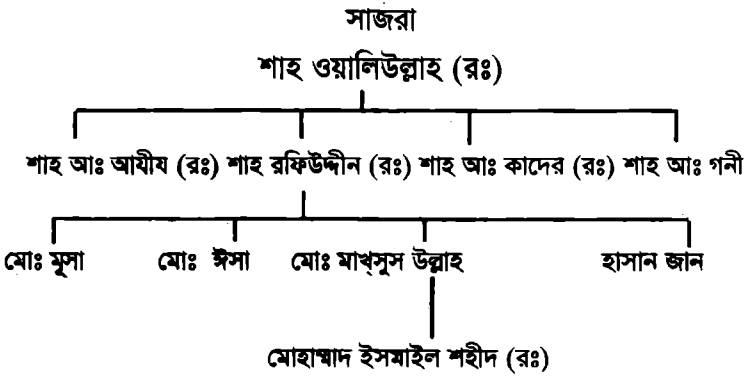 সাজরা
শাহ ওয়ালিউল্লাহ (রঃ)
শাহ আঃ আযীয (রঃ) শাহ রফিউদ্দীন (রঃ) শাহ আঃ কাদের (রঃ) শাহ আঃ গনী
মোঃ মূসা মোঃ ঈসা মোঃ মাখ্সুস উল্লাহ হাসান জান
মোহাম্মাদ ইসমাইল শহীদ (রঃ)